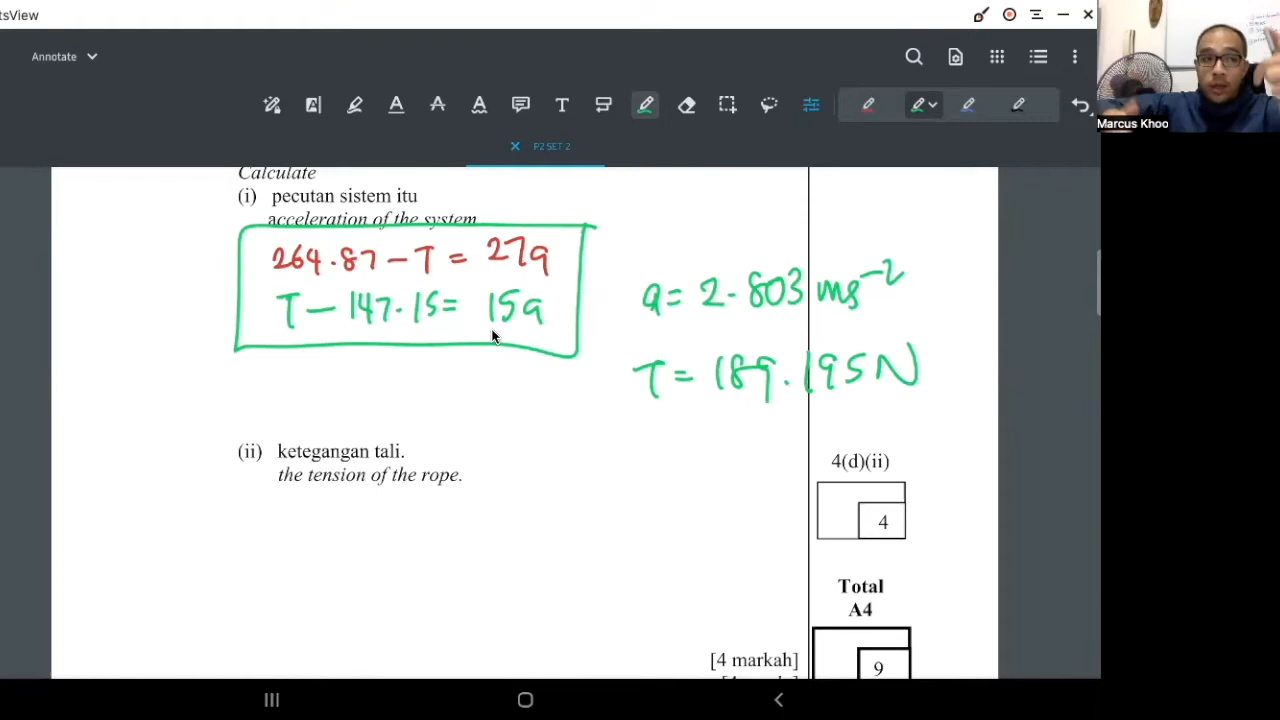 tsView
Annotate
Marcus Khoo
P2 SET 2
Calculate
(i) pecutan sistem itu
acceleration of the system
264.87 - T = 27a
T - 147.15 = 15a
a = 2.803 ms⁻²
T = 189.195N
(ii) ketegangan tali.
the tension of the rope.
4(d)(ii)
4
Total
A4
9
[4 markah]